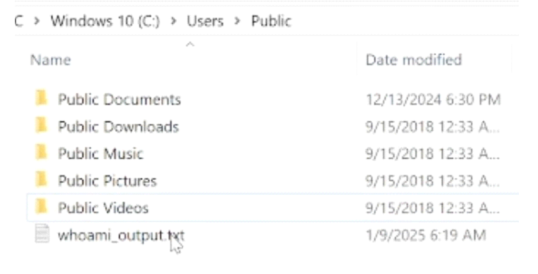 C > Windows 10 (C:) > Users > Public
Name Date modified
Public Documents 12/13/2024 6:30 PM
Public Downloads 9/15/2018 12:33 A...
Public Music 9/15/2018 12:33 A...
Public Pictures 9/15/2018 12:33 A...
Public Videos 9/15/2018 12:33 A...
whoami_output.txt 1/9/2025 6:19 AM